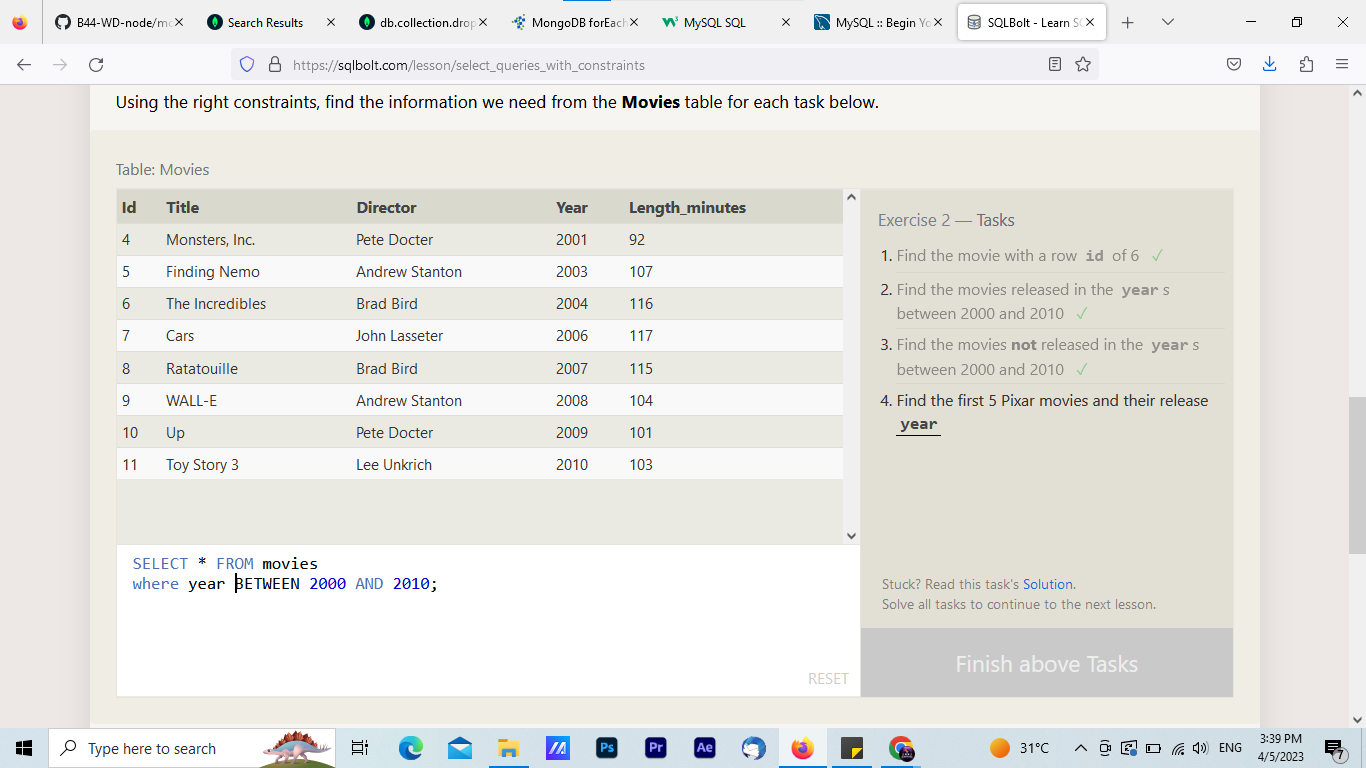 B44-WD-node/mc
Search Results
db.collection.drop
MongoDB forEach
MySQL SQL
MySQL :: Begin Yo
SQLBolt - Learn SQ
https://sqlbolt.com/lesson/select_queries_with_constraints
Using the right constraints, find the information we need from the Movies table for each task below.
Table: Movies
Id Title Director Year Length_minutes
4 Monsters, Inc. Pete Docter 2001 92
5 Finding Nemo Andrew Stanton 2003 107
6 The Incredibles Brad Bird 2004 116
7 Cars John Lasseter 2006 117
8 Ratatouille Brad Bird 2007 115
9 WALL-E Andrew Stanton 2008 104
10 Up Pete Docter 2009 101
11 Toy Story 3 Lee Unkrich 2010 103
SELECT * FROM movies
where year BETWEEN 2000 AND 2010;
RESET
Exercise 2 — Tasks
1. Find the movie with a row id of 6 ✓
2. Find the movies released in the year s
between 2000 and 2010 ✓
3. Find the movies not released in the year s
between 2000 and 2010 ✓
4. Find the first 5 Pixar movies and their release
year
Stuck? Read this task's Solution.
Solve all tasks to continue to the next lesson.
Finish above Tasks
Type here to search
Ps
Pr
Ae
31°C
ENG
3:39 PM
4/5/2023
7